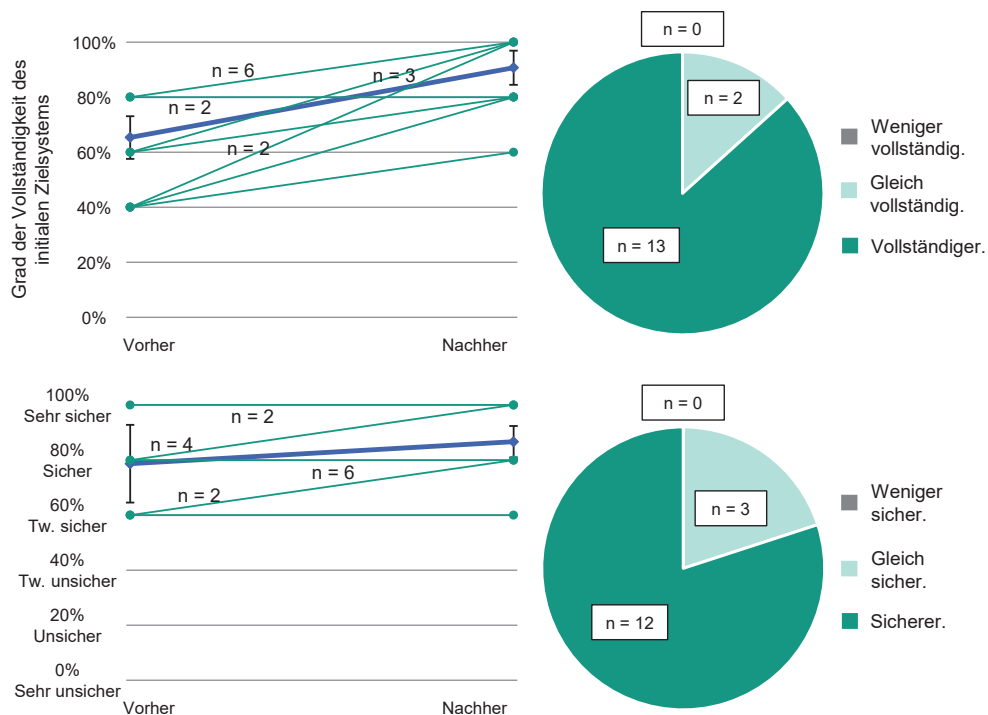 Grad der Vollständigkeit des
initialen Zielsystems
100%
80%
60%
40%
20%
0%
n = 6
n = 3
n = 2
n = 2
Vorher
Nachher
n = 0
n = 2
n = 13
Weniger
vollständig.
Gleich
vollständig.
Vollständiger.
100%
Sehr sicher
80%
Sicher
60%
Tw. sicher
40%
Tw. unsicher
20%
Unsicher
0%
Sehr unsicher
n = 2
n = 4
n = 6
n = 2
Vorher
Nachher
n = 0
n = 3
n = 12
Weniger
sicher.
Gleich
sicher.
Sicherer.